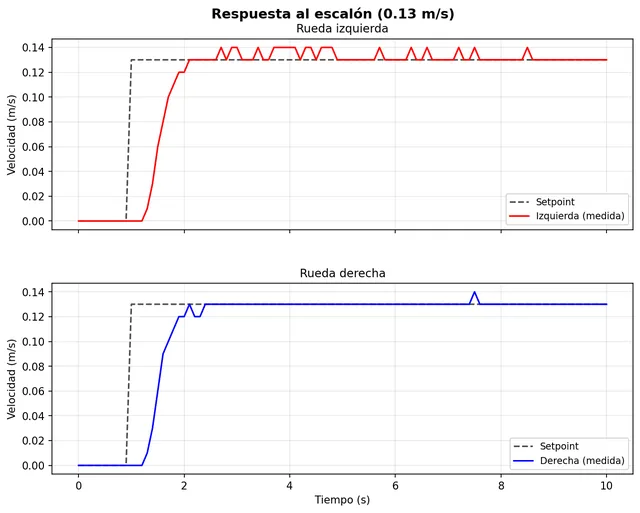 Respuesta al escalón (0.13 m/s)
Rueda izquierda
Velocidad (m/s)
0.14
0.12
0.10
0.08
0.06
0.04
0.02
0.00
Setpoint
Izquierda (medida)
Rueda derecha
Velocidad (m/s)
0.14
0.12
0.10
0.08
0.06
0.04
0.02
0.00
Setpoint
Derecha (medida)
0 2 4 6 8 10
Tiempo (s)